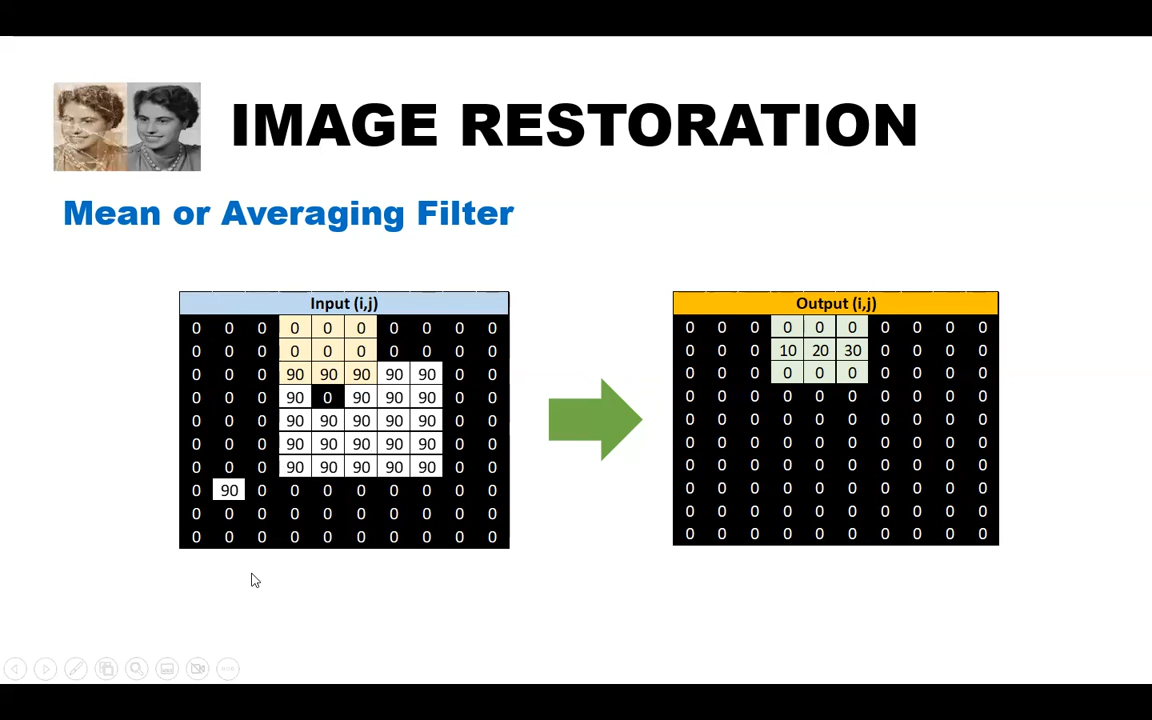 IMAGE RESTORATION
Mean or Averaging Filter
Input (i,j)
0 0 0 0 0 0 0 0 0 0
0 0 0 0 0 0 0 0 0 0
0 0 0 90 90 90 90 90 0 0
0 0 0 90 0 90 90 90 0 0
0 0 0 90 90 90 90 90 0 0
0 0 0 90 90 90 90 90 0 0
0 0 0 90 90 90 90 90 0 0
0 90 0 0 0 0 0 0 0 0
0 0 0 0 0 0 0 0 0 0
0 0 0 0 0 0 0 0 0 0
Output (i,j)
0 0 0 0 0 0 0 0 0 0
0 0 0 10 20 30 0 0 0 0
0 0 0 0 0 0 0 0 0 0
0 0 0 0 0 0 0 0 0 0
0 0 0 0 0 0 0 0 0 0
0 0 0 0 0 0 0 0 0 0
0 0 0 0 0 0 0 0 0 0
0 0 0 0 0 0 0 0 0 0
0 0 0 0 0 0 0 0 0 0
0 0 0 0 0 0 0 0 0 0